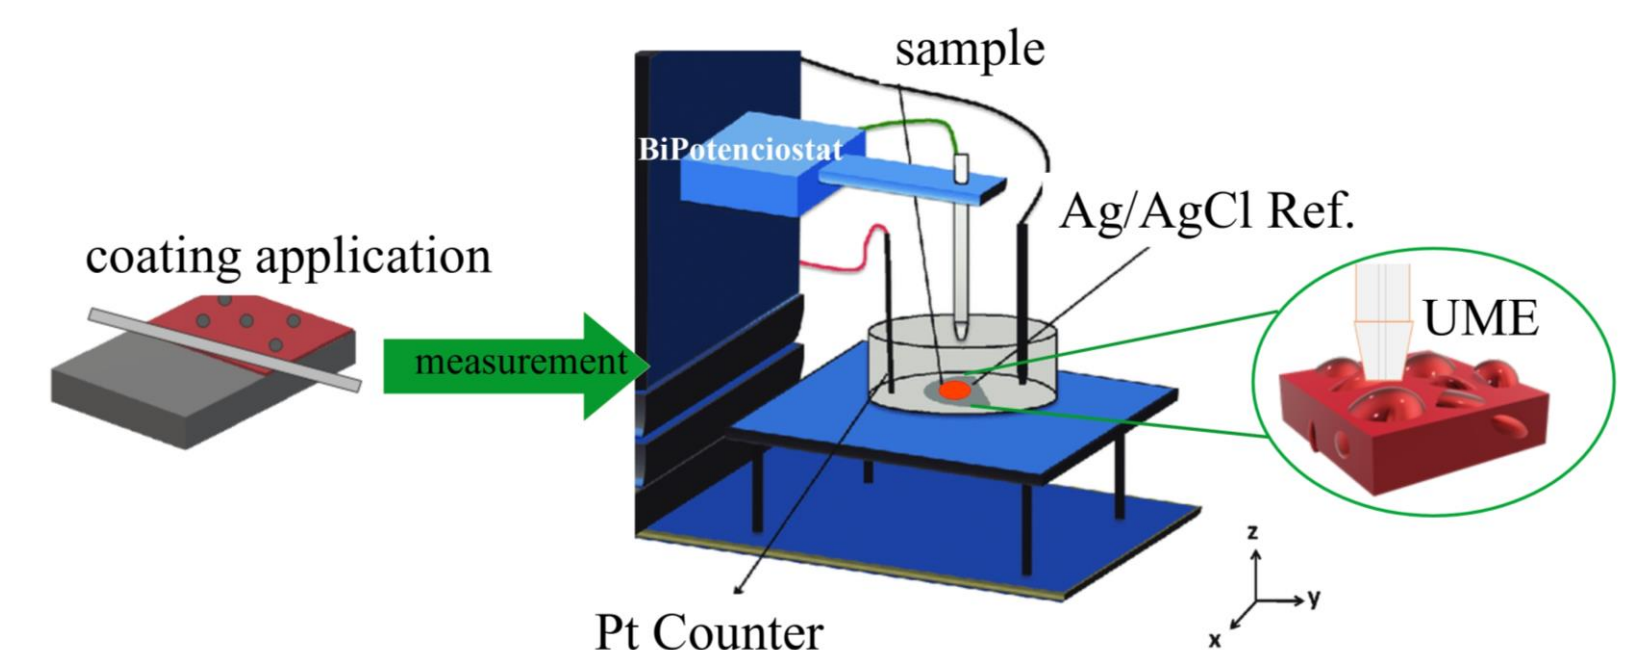 sample
BiPotenciostat
Ag/AgCl Ref.
coating application
UME
measurement
z
y
x
Pt Counter